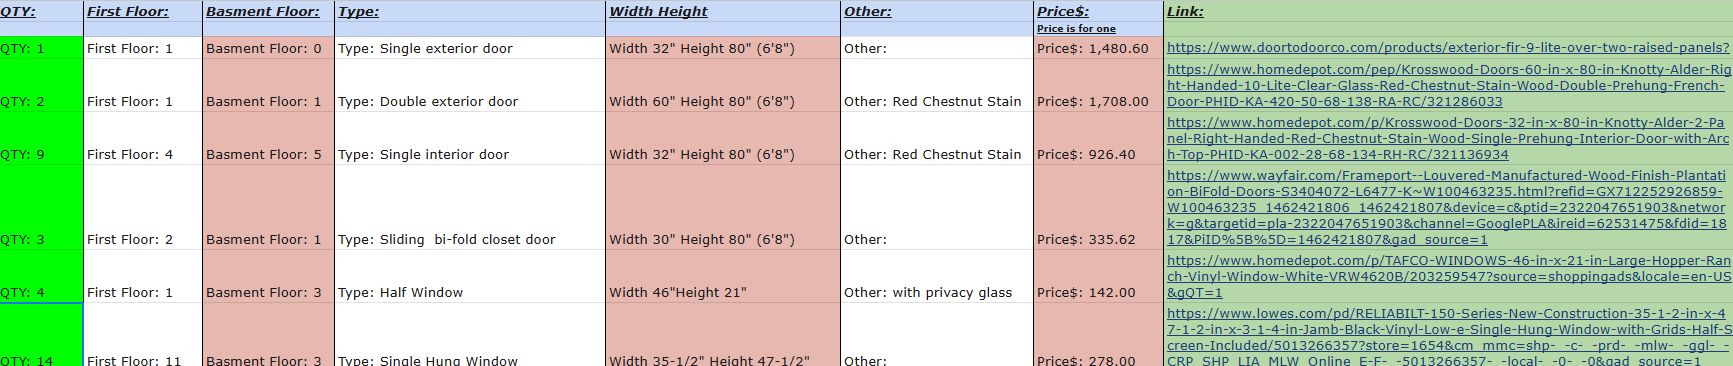 QTY: First Floor: Basment Floor: Type: Width Height Other: Price$: Link:
Price is for one
QTY: 1 First Floor: 1 Basment Floor: 0 Type: Single exterior door Width 32" Height 80" (6'8") Other: Price$: 1,480.60 https://www.doortodoorco.com/products/exterior-fir-9-lite-over-two-raised-panels?
https://www.homedepot.com/pep/Krosswood-Doors-60-in-x-80-in-Knotty-Alder-Rig
ht-Handed-10-Lite-Clear-Glass-Red-Chestnut-Stain-Wood-Double-Prehung-French-
QTY: 2 First Floor: 1 Basment Floor: 1 Type: Double exterior door Width 60" Height 80" (6'8") Other: Red Chestnut Stain Price$: 1,708.00 Door-PHID-KA-420-50-68-138-RA-RC/321286033
https://www.homedepot.com/p/Krosswood-Doors-32-in-x-80-in-Knotty-Alder-2-Pa
nel-Right-Handed-Red-Chestnut-Stain-Wood-Single-Prehung-Interior-Door-with-Arc
QTY: 9 First Floor: 4 Basment Floor: 5 Type: Single interior door Width 32" Height 80" (6'8") Other: Red Chestnut Stain Price$: 926.40 h-Top-PHID-KA-002-28-68-134-RH-RC/321136934
https://www.wayfair.com/Frameport--Louvered-Manufactured-Wood-Finish-Plantati
on-BiFold-Doors-S3404072-L6477-K~W100463235.html?refid=GX712252926859-
W100463235_1462421806_1462421807&device=c&ptid=2322047651903&networ
k=g&targetid=pla-2322047651903&channel=GooglePLA&ireid=62531475&fdid=18
QTY: 3 First Floor: 2 Basment Floor: 1 Type: Sliding  bi-fold closet door Width 30" Height 80" (6'8") Other: Price$: 335.62 17&PiID%5B%5D=1462421807&gad_source=1
https://www.homedepot.com/p/TAFCO-WINDOWS-46-in-x-21-in-Large-Hopper-Ran
ch-Vinyl-Window-White-VRW4620B/203259547?source=shoppingads&locale=en-US
QTY: 4 First Floor: 1 Basment Floor: 3 Type: Half Window Width 46"Height 21" Other: with privacy glass Price$: 142.00 &gQT=1
https://www.lowes.com/pd/RELIABILT-150-Series-New-Construction-35-1-2-in-x-4
7-1-2-in-x-3-1-4-in-Jamb-Black-Vinyl-Low-e-Single-Hung-Window-with-Grids-Half-S
creen-Included/5013266357?store=1654&cm_mmc=shp-_-c-_-prd-_-mlw-_-ggl-_-
QTY: 14 First Floor: 11 Basment Floor: 3 Type: Single Hung Window Width 35-1/2" Height 47-1/2" Other: Price$: 278.00 CRP_SHP_LIA_MLW_Online_E-F-_-5013266357-_-local-_-0-_-0&gad_source=1